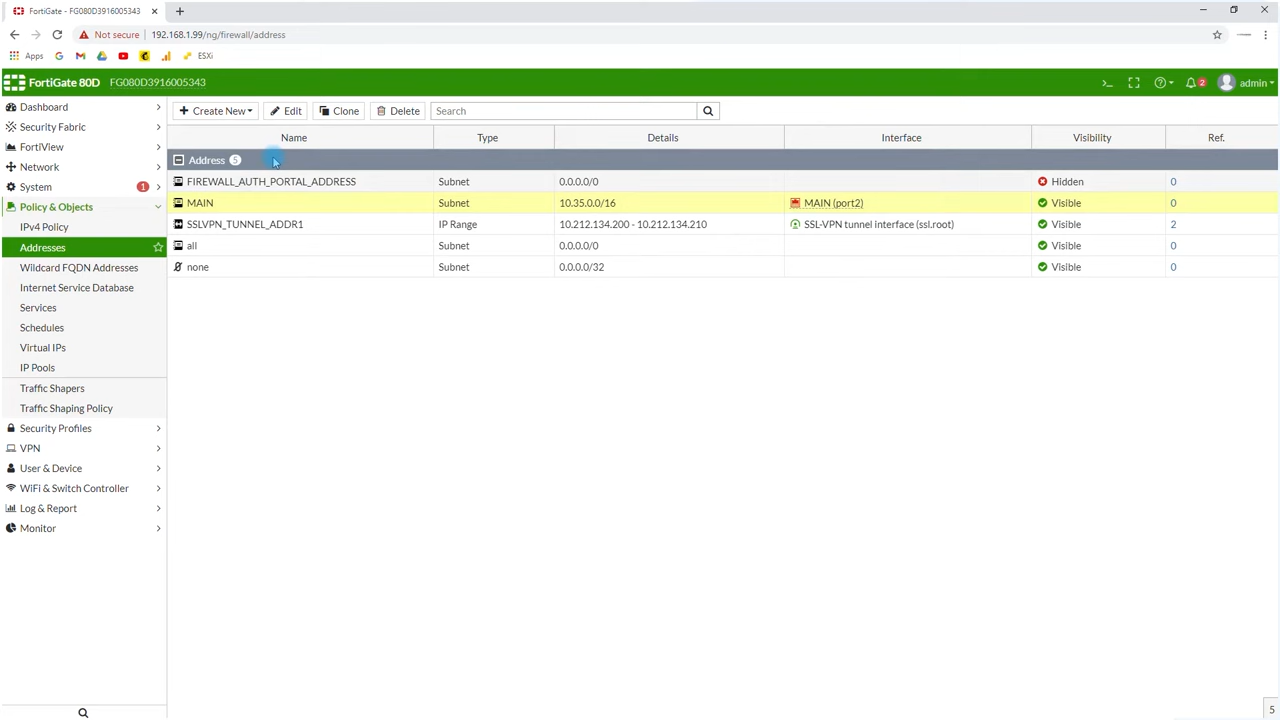 FortiGate - FG080D3916005343
Not secure 192.168.1.99/ng/firewall/address
Apps ESXi
FortiGate 80D FG080D3916005343 2 admin
Dashboard
Security Fabric
FortiView
Network
System 1
Policy & Objects
IPv4 Policy
Addresses
Wildcard FQDN Addresses
Internet Service Database
Services
Schedules
Virtual IPs
IP Pools
Traffic Shapers
Traffic Shaping Policy
Security Profiles
VPN
User & Device
WiFi & Switch Controller
Log & Report
Monitor
+ Create New Edit Clone Delete Search
Name Type Details Interface Visibility Ref.
Address 5
FIREWALL_AUTH_PORTAL_ADDRESS Subnet 0.0.0.0/0 Hidden 0
MAIN Subnet 10.35.0.0/16 MAIN (port2) Visible 0
SSLVPN_TUNNEL_ADDR1 IP Range 10.212.134.200 - 10.212.134.210 SSL-VPN tunnel interface (ssl.root) Visible 2
all Subnet 0.0.0.0/0 Visible 0
none Subnet 0.0.0.0/32 Visible 0
5